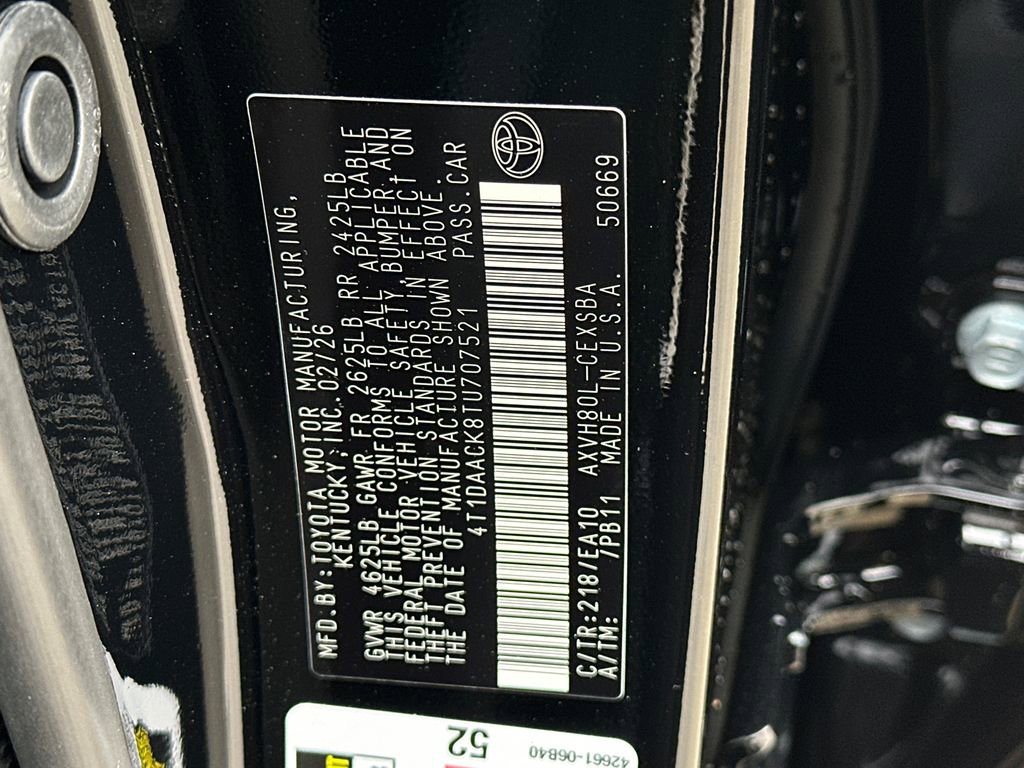 MFD.BY:TOYOTA MOTOR MANUFACTURING,
KENTUCKY,INC.02/26
GVWR 4625LB GAWR FR 2625LB RR 2425LB
THIS VEHICLE CONFORMS TO ALL APPLICABLE
FEDERAL MOTOR VEHICLE SAFETY,BUMPER,AND
THEFT PREVENTION STANDARDS IN EFFECT ON
THE DATE OF MANUFACTURE SHOWN ABOVE.
4T1DAACK8TU707521 PASS.CAR
C/TR:218/EA10 AXVH80L-CEXSBA 50669
A/TM: /PB11 MADE IN U.S.A.
52
42661-06B40